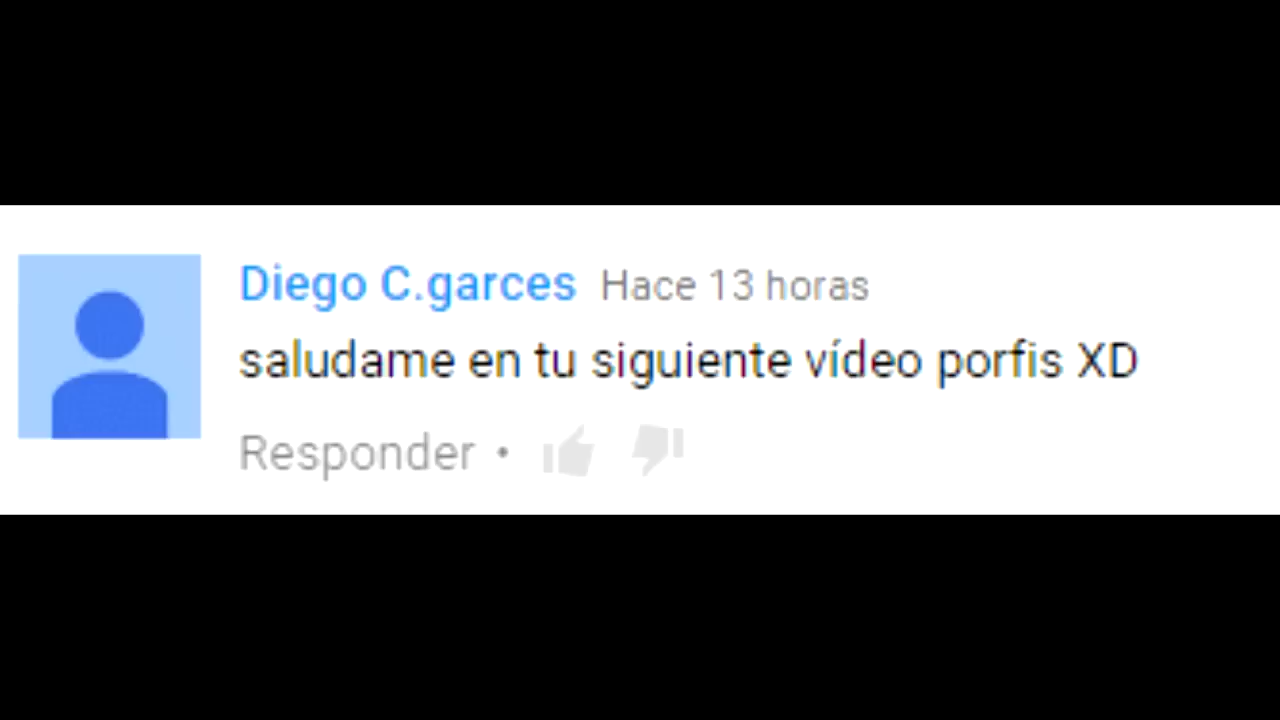 Diego C.garces Hace 13 horas
saludame en tu siguiente vídeo porfis XD
Responder •